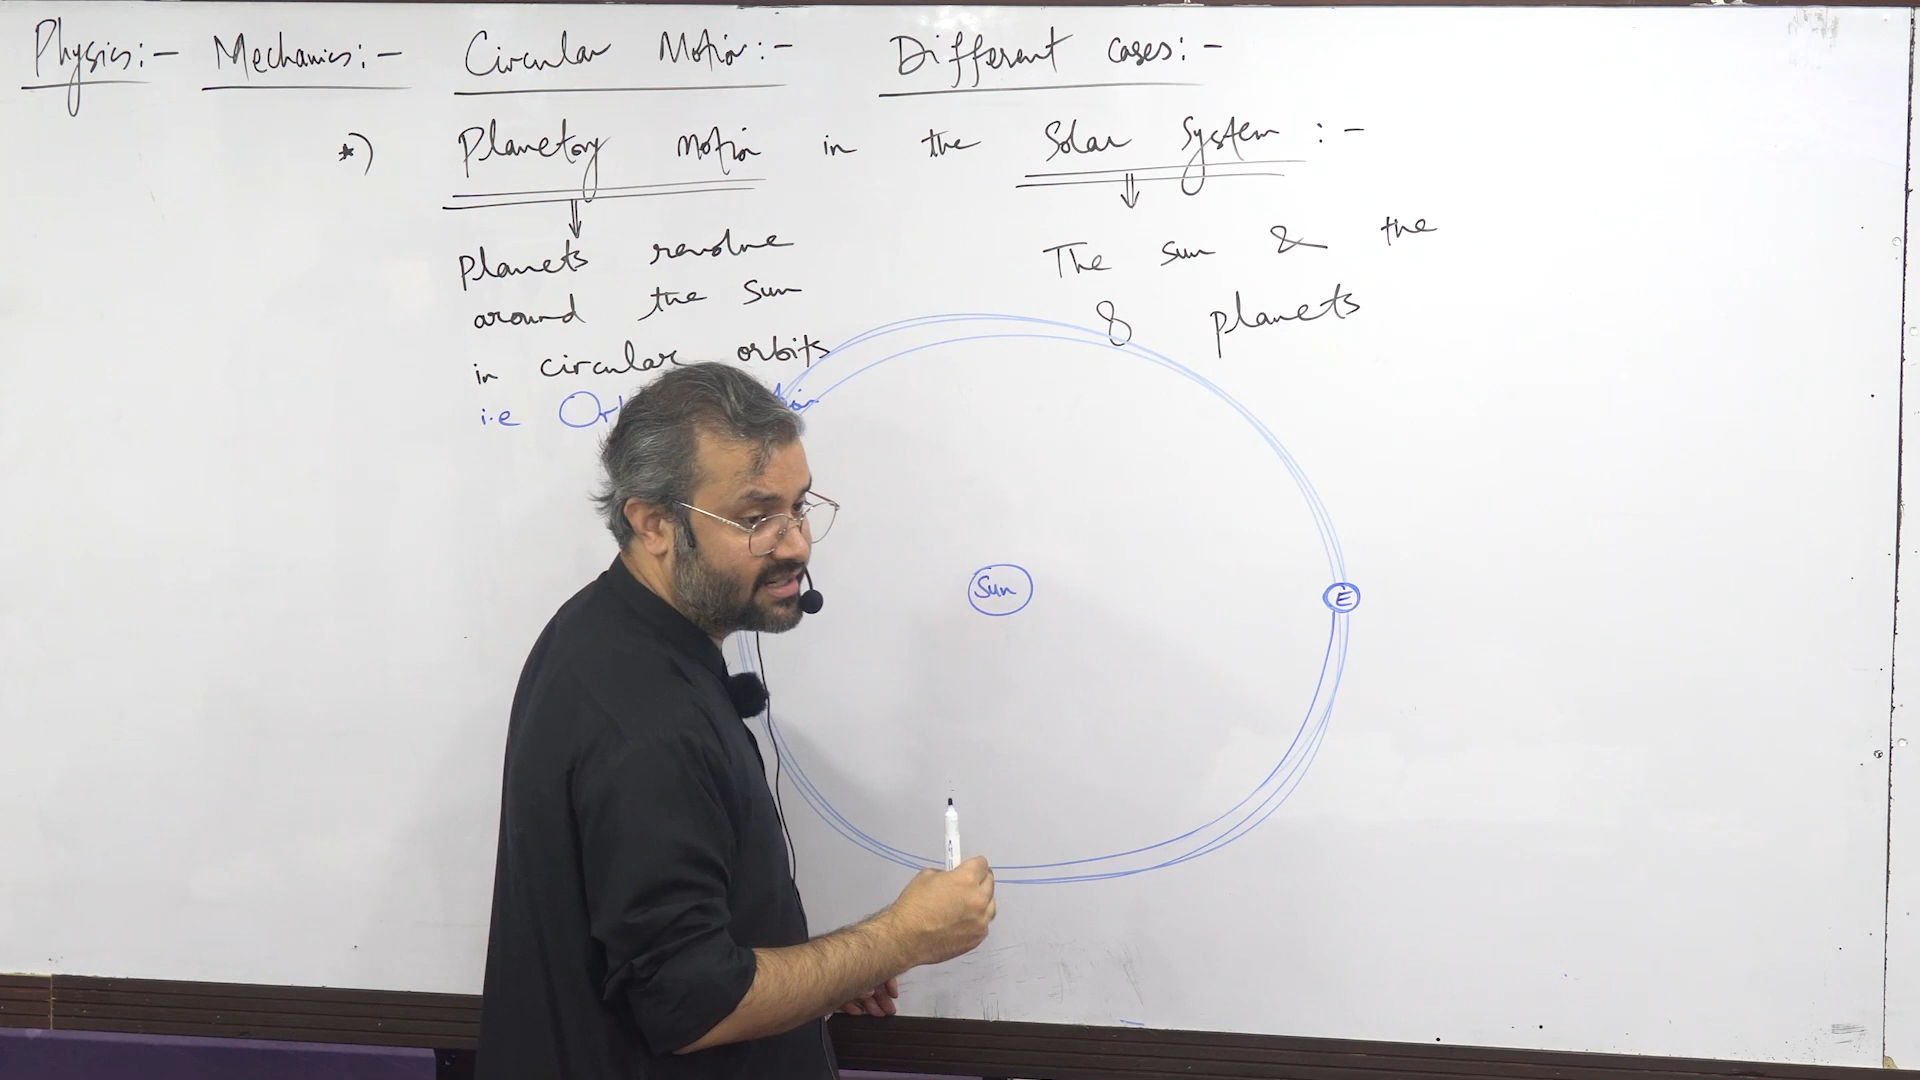 Physics:- Mechanics:- Circular Motion:- Different cases:-
*) Planetory Motion in the Solar System :-
Planets revolve
around the sun
in circular orbits
i.e
The sun & the
8 planets
Sun
E